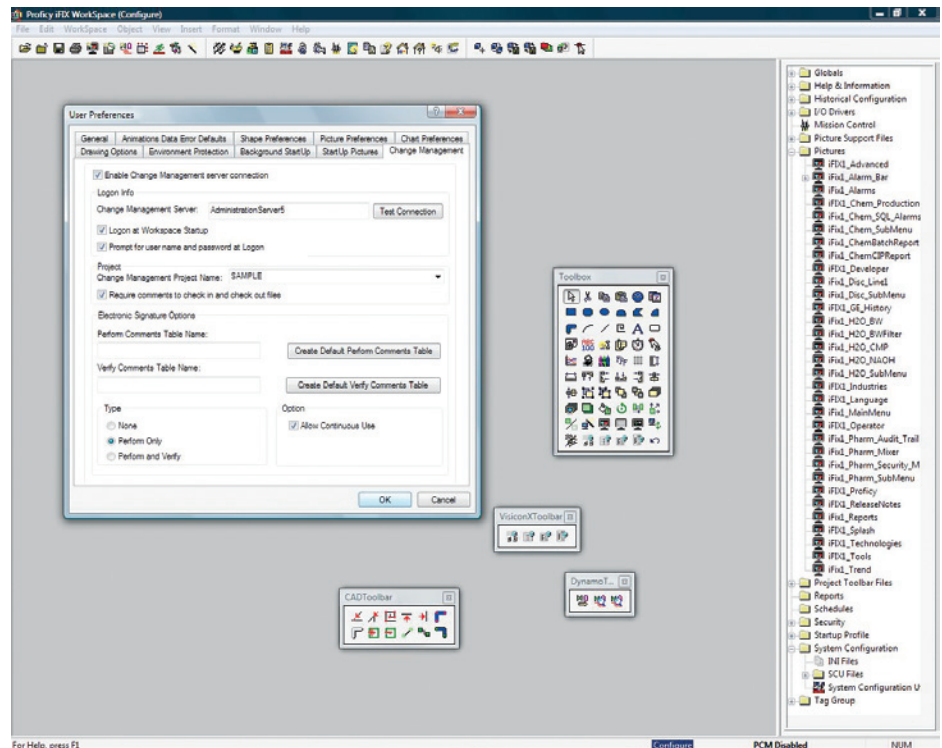 Proficy iFIX WorkSpace (Configure)
File Edit WorkSpace Object View Insert Format Window Help
User Preferences
General Animations Data Error Defaults Shape Preferences Picture Preferences Chart Preferences
Drawing Options Environment Protection Background StartUp StartUp Pictures Change Management
Enable Change Management server connection
Logon Info
Change Management Server: AdministrationServer5 Test Connection
Logon at Workspace Startup
Prompt for user name and password at Logon
Project
Change Management Project Name: SAMPLE
Require comments to check in and check out files
Electronic Signature Options
Perform Comments Table Name:
Create Default Perform Comments Table
Verify Comments Table Name:
Create Default Verify Comments Table
Type Option
None Allow Continuous Use
Perform Only
Perform and Verify
OK Cancel
Toolbox
VisiconXToolbar
DynamoT...
CADToolbar
Globals
Help & Information
Historical Configuration
I/O Drivers
Mission Control
Picture Support Files
Pictures
iFIX1_Advanced
iFix1_Alarm_Bar
iFix1_Alarms
iFIX1_Chem_Production
iFix1_Chem_SQL_Alarms
iFix1_Chem_SubMenu
iFix1_ChemBatchReport
iFix1_ChemCIPReport
iFIX1_Developer
iFix1_Disc_Line1
iFix1_Disc_SubMenu
iFIX1_GE_History
iFix1_H2O_BW
iFix1_H2O_BWFilter
iFix1_H2O_CMP
iFix1_H2O_NAOH
iFix1_H2O_SubMenu
iFIX1_Industries
iFIX1_Language
iFix1_MainMenu
iFIX1_Operator
iFix1_Pharm_Audit_Trail
iFix1_Pharm_Mixer
iFix1_Pharm_Security_M
iFix1_Pharm_SubMenu
iFIX1_Proficy
iFIX1_ReleaseNotes
iFix1_Reports
iFix1_Splash
iFIX1_Technologies
iFIX1_Tools
iFix1_Trend
Project Toolbar Files
Reports
Schedules
Security
Startup Profile
System Configuration
INI Files
SCU Files
System Configuration U
Tag Group
For Help, press F1 Configure PCM Disabled NUM